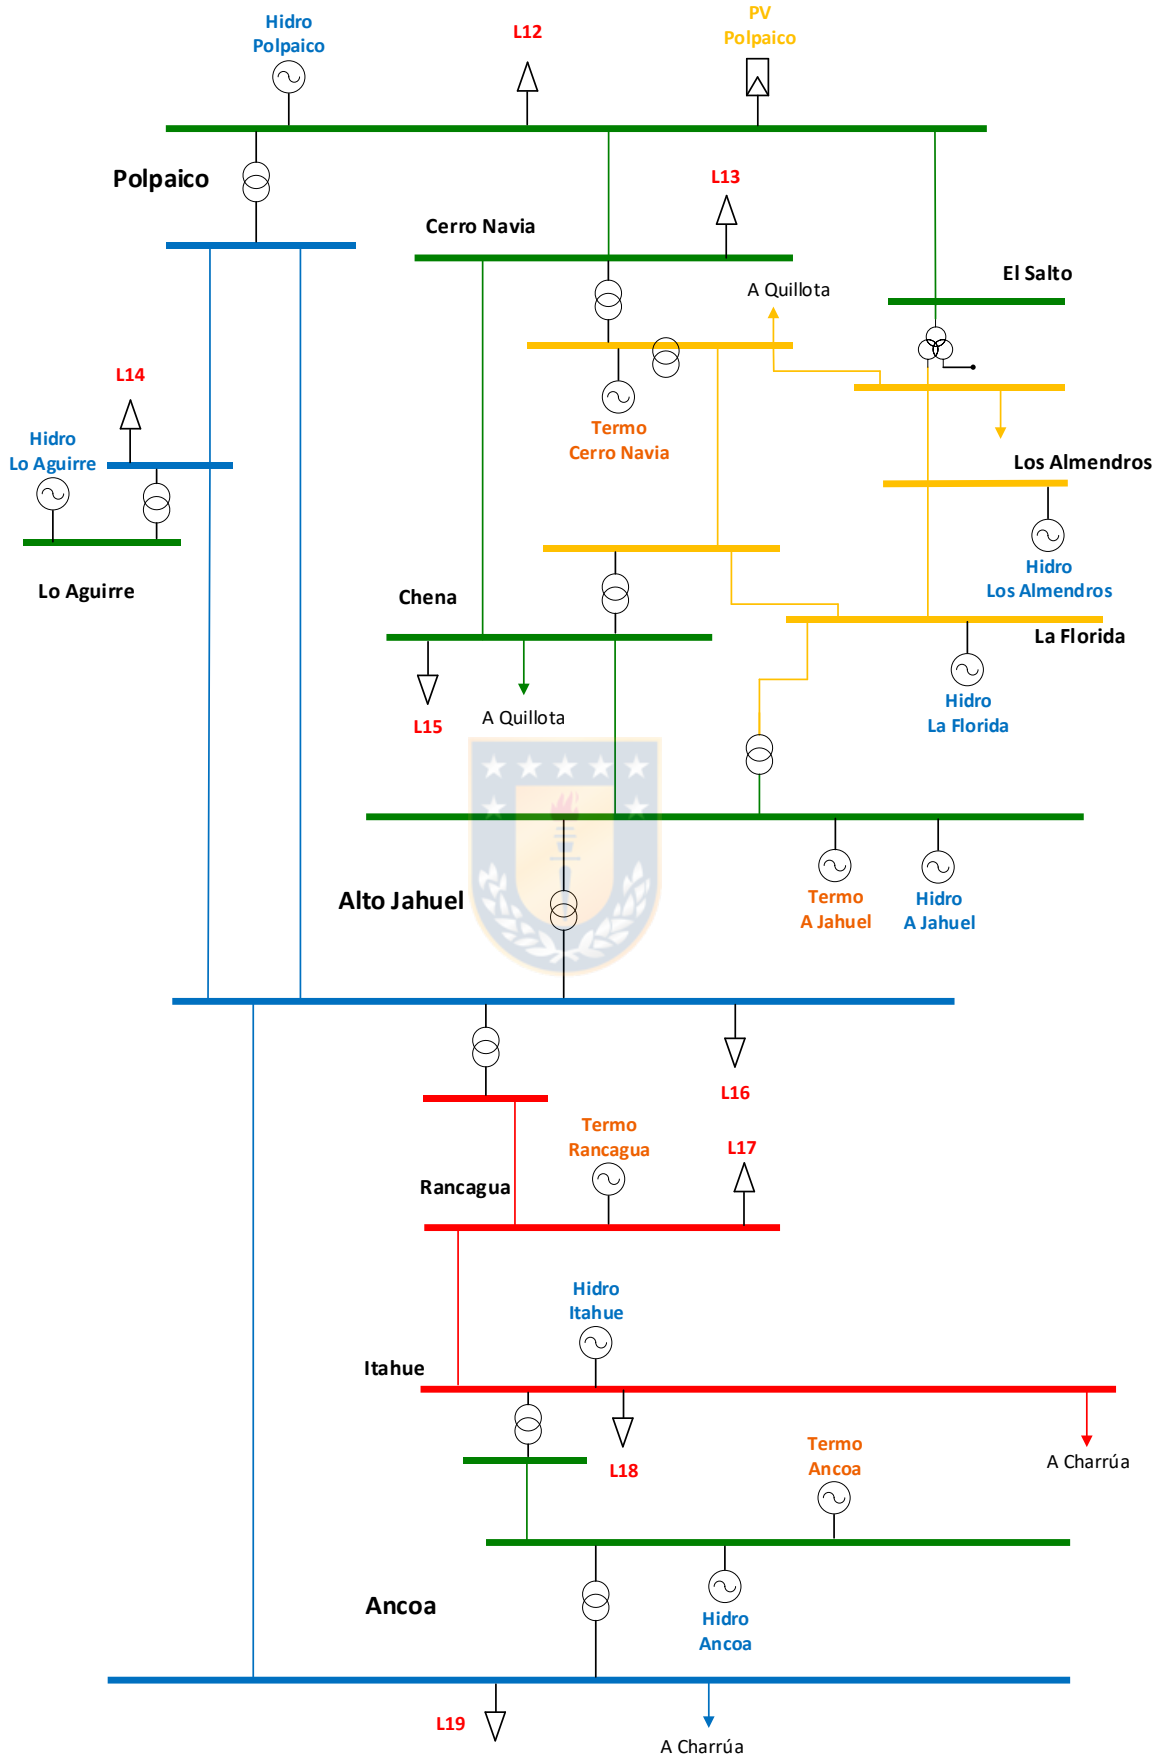 Hidro
Polpaico
L12
PV
Polpaico
Polpaico
L13
Cerro Navia
A Quillota
El Salto
L14
Hidro
Lo Aguirre
Termo
Cerro Navia
Los Almendros
Lo Aguirre
Chena
Hidro
Los Almendros
La Florida
L15
A Quillota
Hidro
La Florida
Alto Jahuel
Termo
A Jahuel
Hidro
A Jahuel
L16
Termo
Rancagua
L17
Rancagua
Hidro
Itahue
Itahue
L18
Termo
Ancoa
A Charrúa
Ancoa
Hidro
Ancoa
L19
A Charrúa